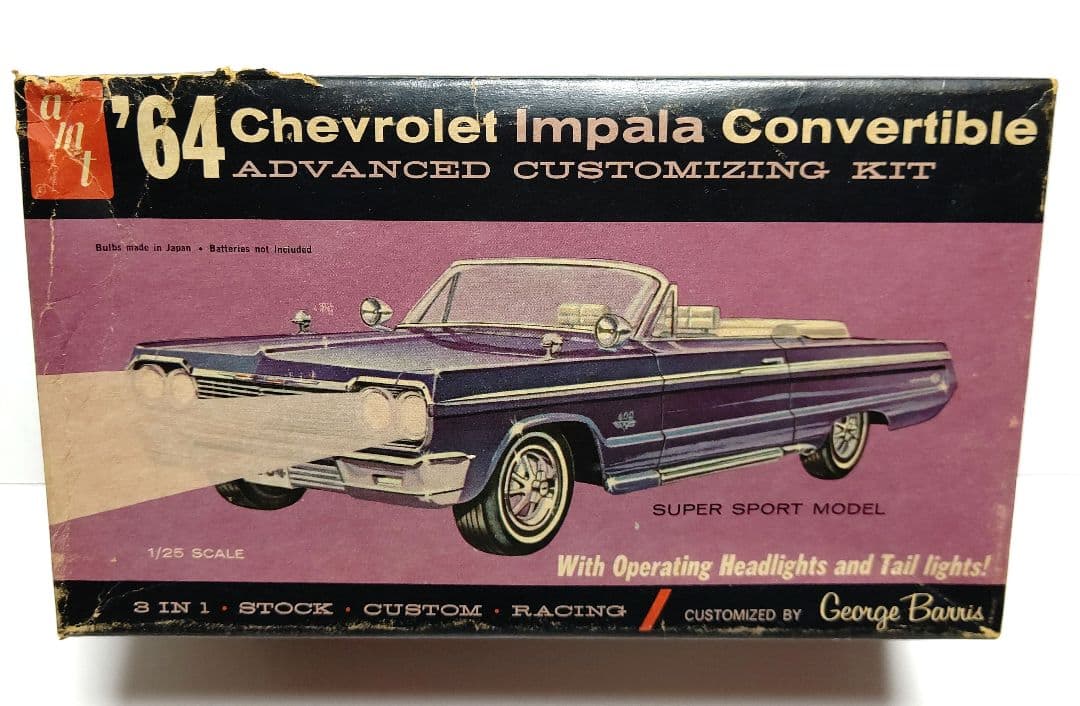 amt
'64 Chevrolet Impala Convertible
ADVANCED CUSTOMIZING KIT
Bulbs made in Japan • Batteries not Included
SUPER SPORT MODEL
1/25 SCALE
With Operating Headlights and Tail lights!
3 IN 1 • STOCK • CUSTOM • RACING / CUSTOMIZED BY George Barris